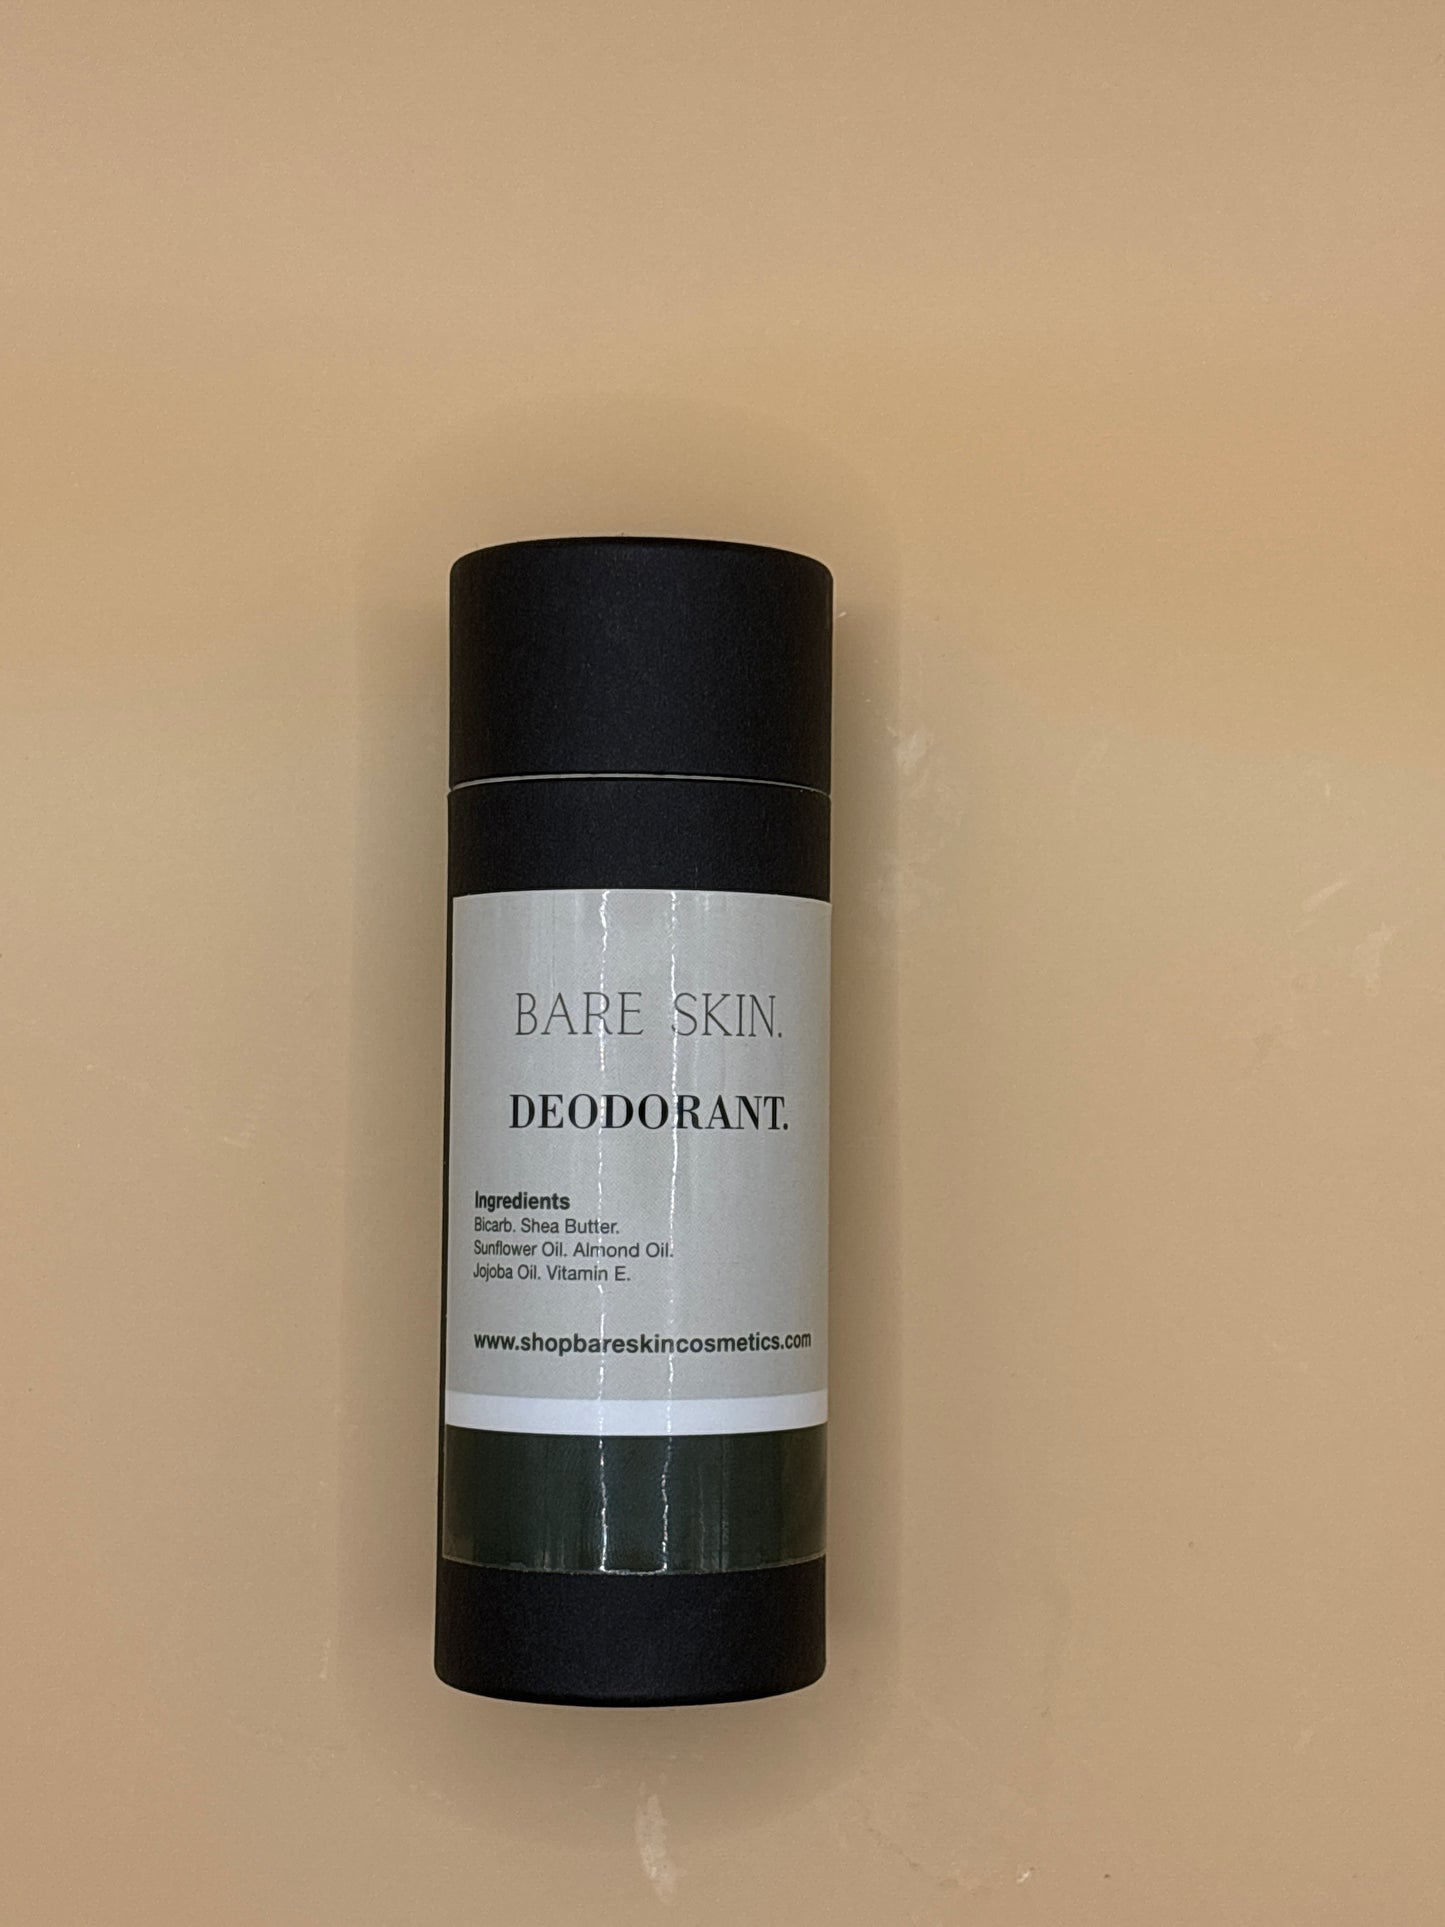 BARE SKIN.
DEODORANT.
Ingredients
Bicarb. Shea Butter.
Sunflower Oil. Almond Oil.
Jojoba Oil. Vitamin E.
www.shopbareskincosmetics.com